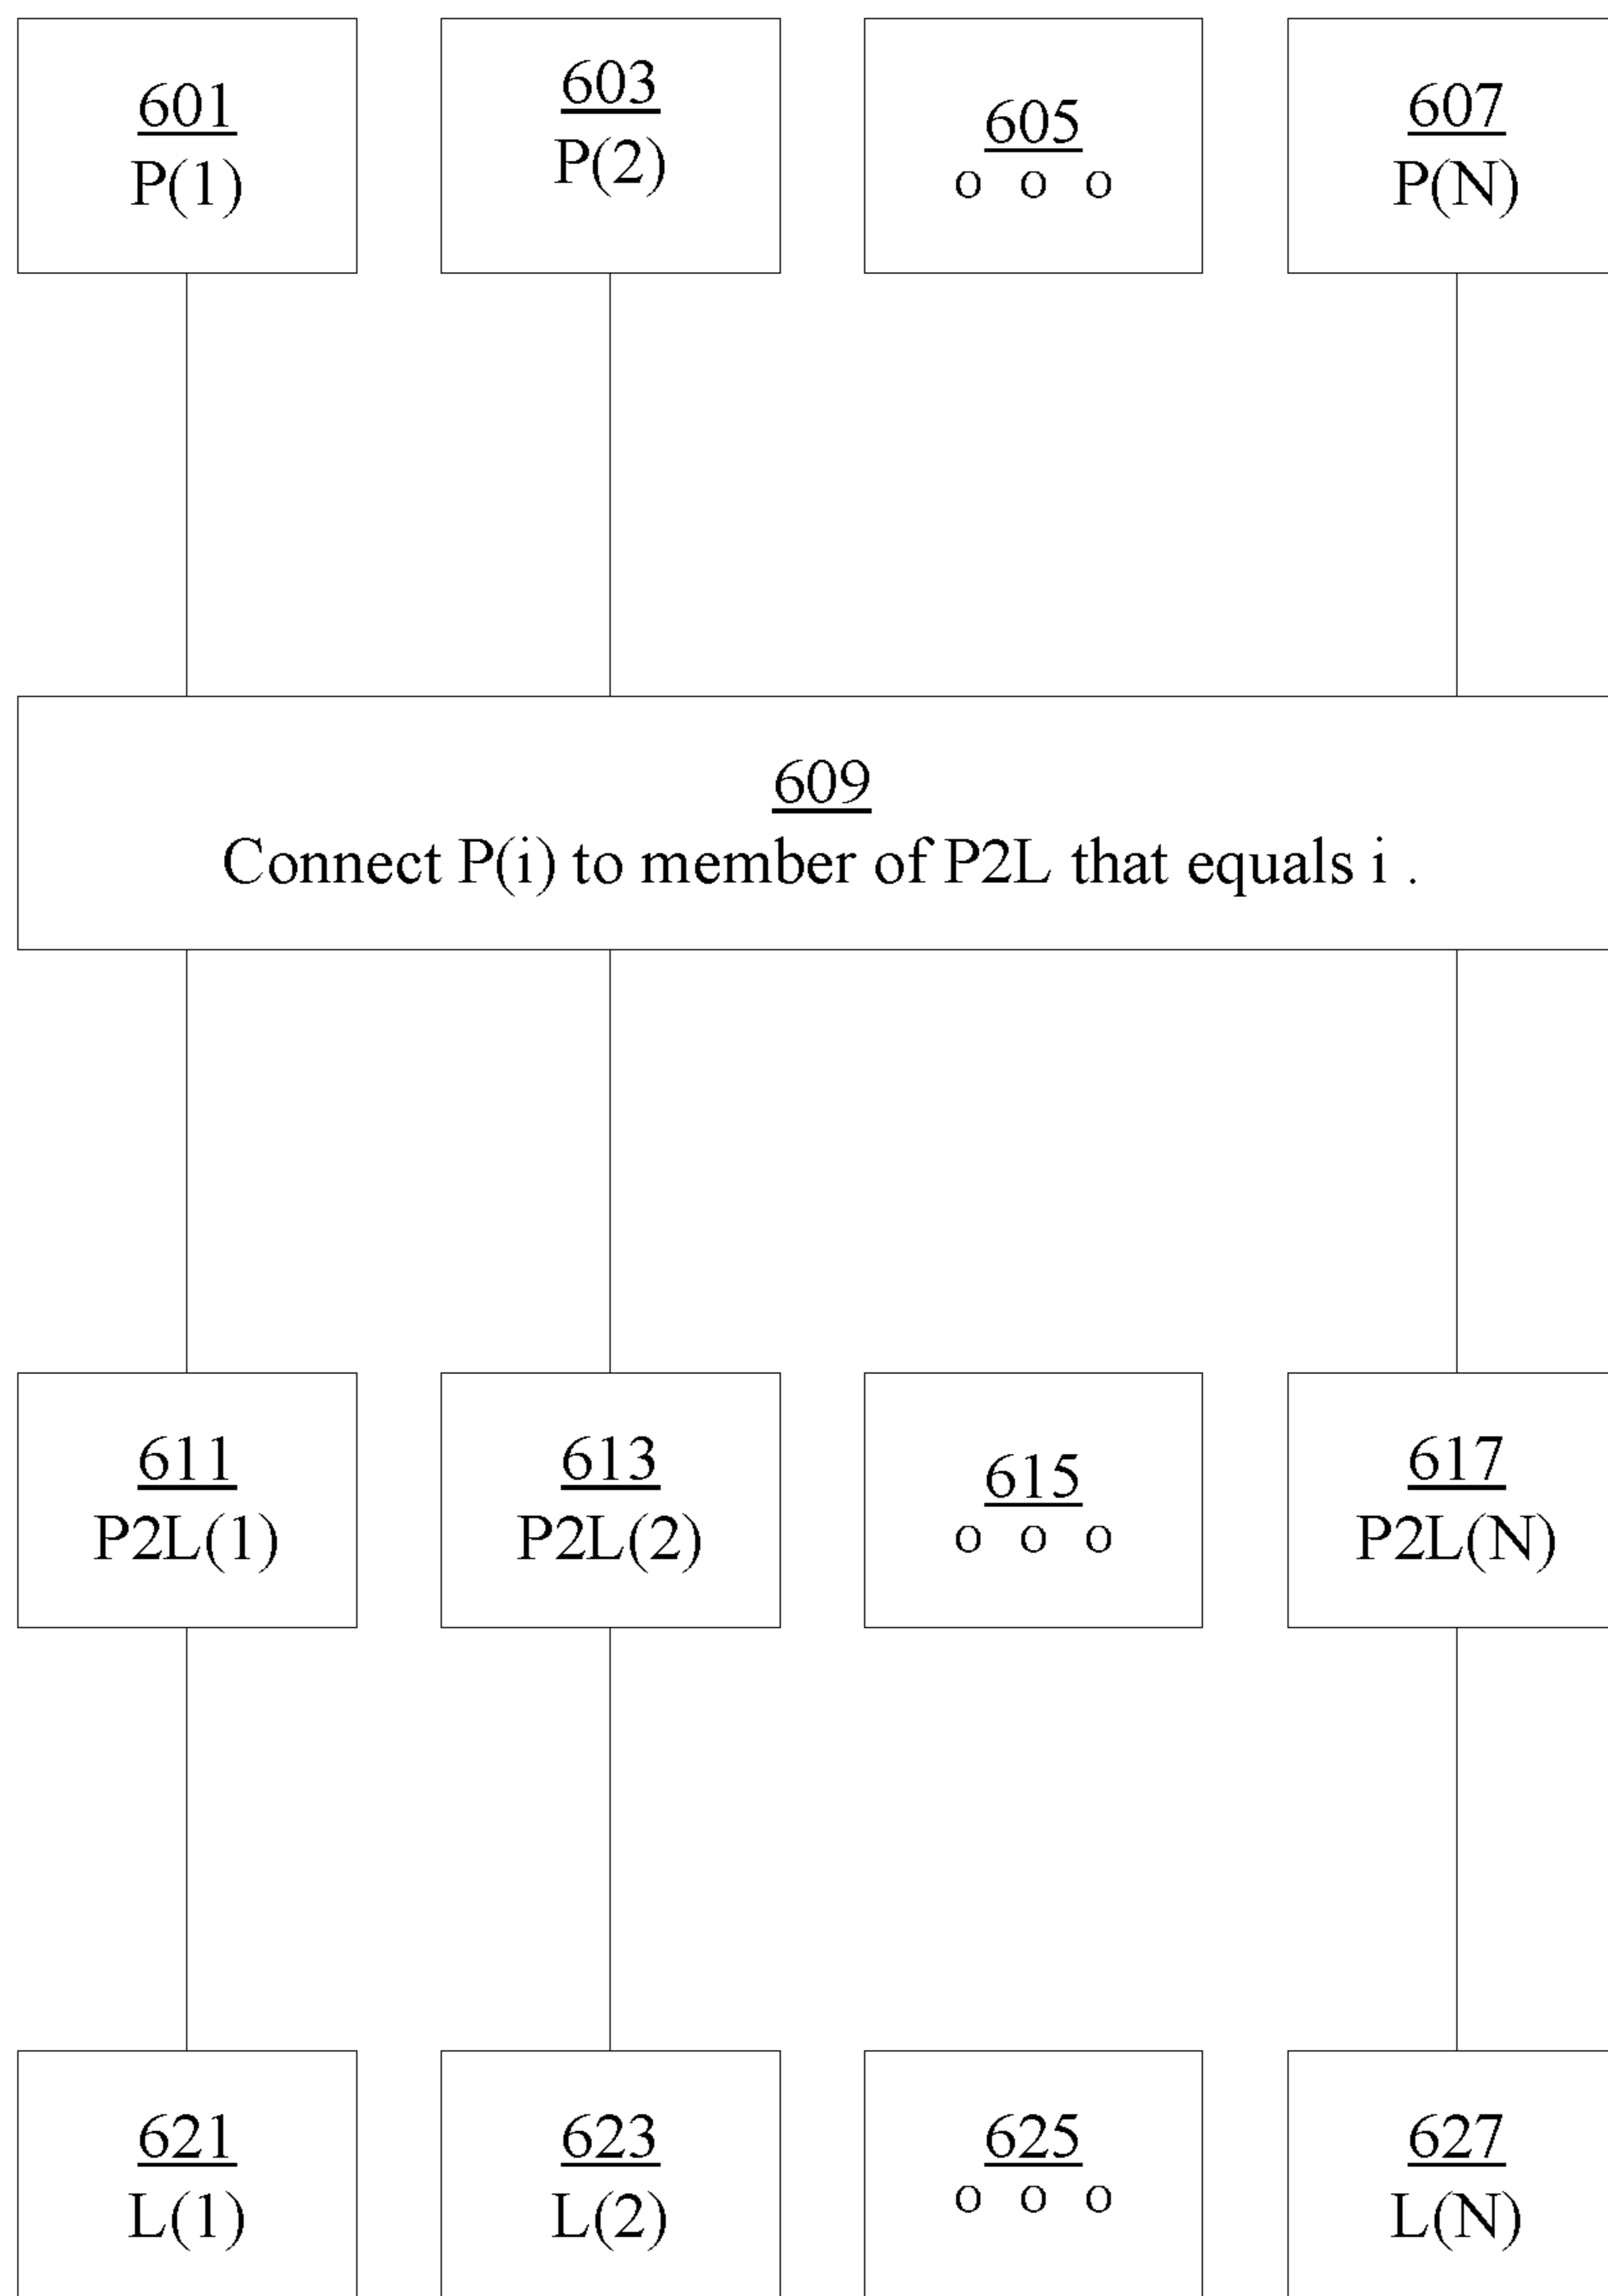 601
P(1)
603
P(2)
605
o o o
607
P(N)
609
Connect P(i) to member of P2L that equals i .
611
P2L(1)
613
P2L(2)
615
o o o
617
P2L(N)
621
L(1)
623
L(2)
625
o o o
627
L(N)